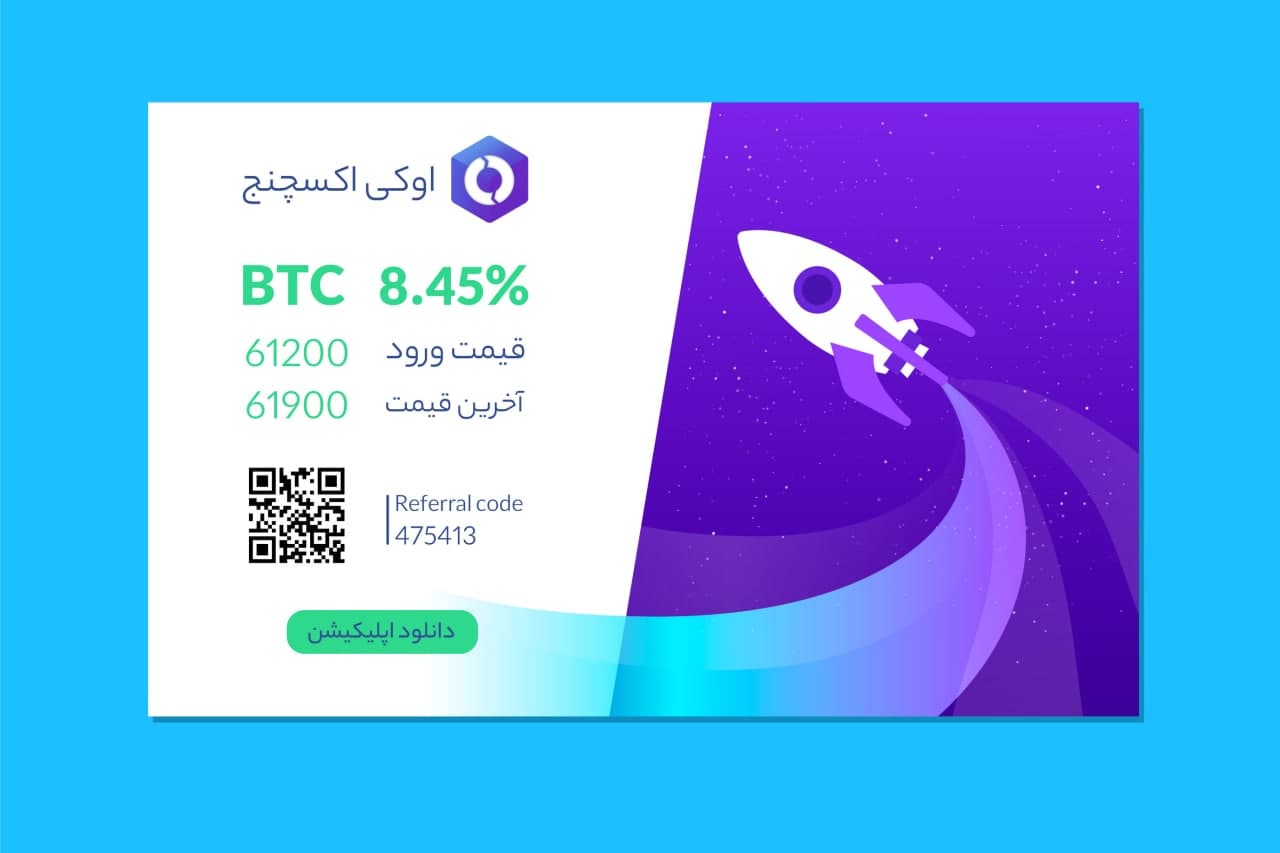 اوکی اکسچنج
BTC 8.45%
قیمت ورود 61200
آخرین قیمت 61900
Referral code
475413
دانلود اپلیکیشن